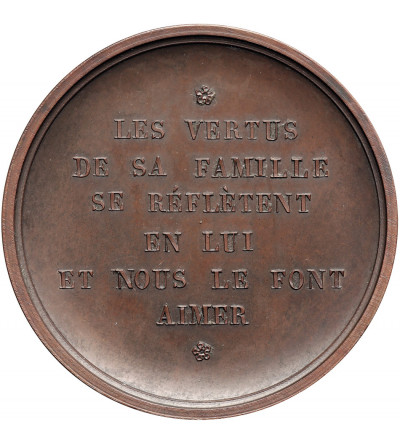 LES VERTUS
DE SA FAMILLE
SE RÉFLÈTENT
EN LUI
ET NOUS LE FONT
AIMER